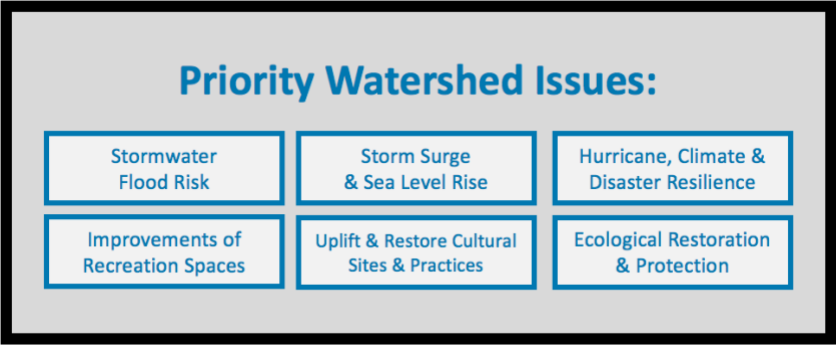 Priority Watershed Issues:
Stormwater
Flood Risk
Storm Surge
& Sea Level Rise
Hurricane, Climate &
Disaster Resilience
Improvements of
Recreation Spaces
Uplift & Restore Cultural
Sites & Practices
Ecological Restoration
& Protection